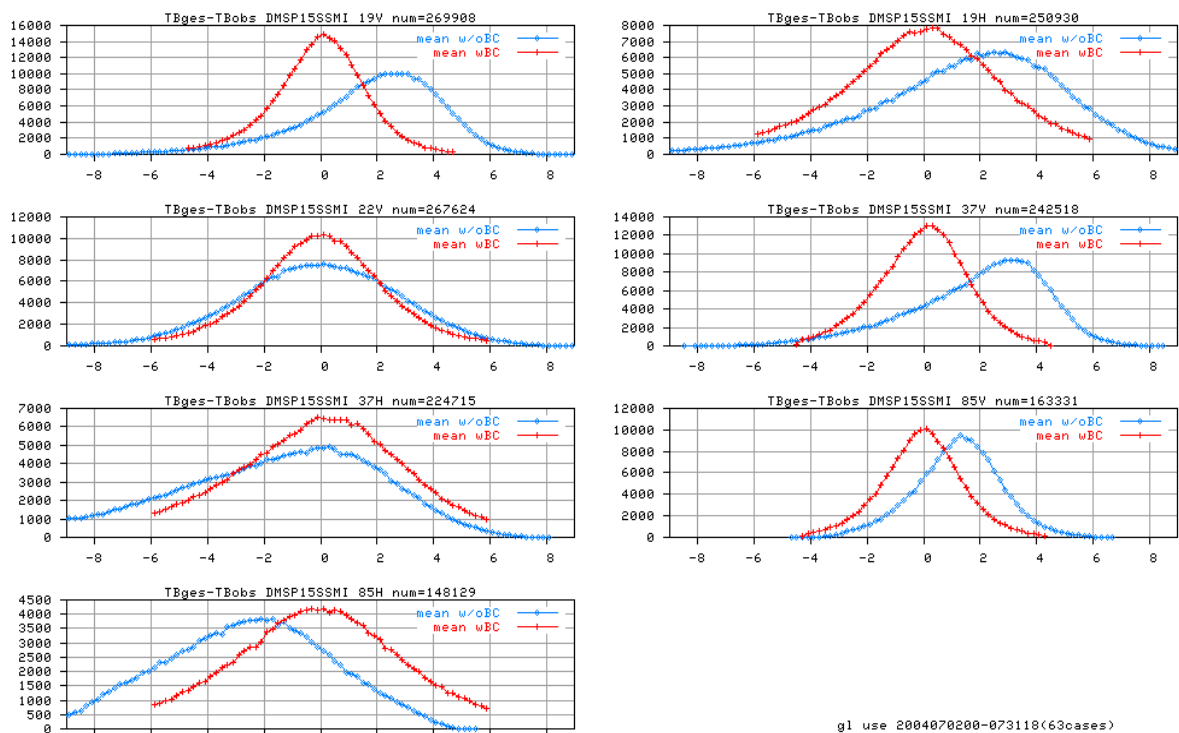 TBges-TBobs DMSP15SSMI 19V num=269908
16000
14000
12000
10000
8000
6000
4000
2000
0
mean w/oBC
mean wBC
-8 -6 -4 -2 0 2 4 6 8
TBges-TBobs DMSP15SSMI 19H num=250930
8000
7000
6000
5000
4000
3000
2000
1000
0
mean w/oBC
mean wBC
-8 -6 -4 -2 0 2 4 6 8
TBges-TBobs DMSP15SSMI 22V num=267624
12000
10000
8000
6000
4000
2000
0
mean w/oBC
mean wBC
-8 -6 -4 -2 0 2 4 6 8
TBges-TBobs DMSP15SSMI 37V num=242518
14000
12000
10000
8000
6000
4000
2000
0
mean w/oBC
mean wBC
-8 -6 -4 -2 0 2 4 6 8
TBges-TBobs DMSP15SSMI 37H num=224715
7000
6000
5000
4000
3000
2000
1000
0
mean w/oBC
mean wBC
-8 -6 -4 -2 0 2 4 6 8
TBges-TBobs DMSP15SSMI 85V num=163331
12000
10000
8000
6000
4000
2000
0
mean w/oBC
mean wBC
-8 -6 -4 -2 0 2 4 6 8
TBges-TBobs DMSP15SSMI 85H num=148129
4500
4000
3500
3000
2500
2000
1500
1000
500
0
mean w/oBC
mean wBC
gl use 2004070200-073118(63cases)